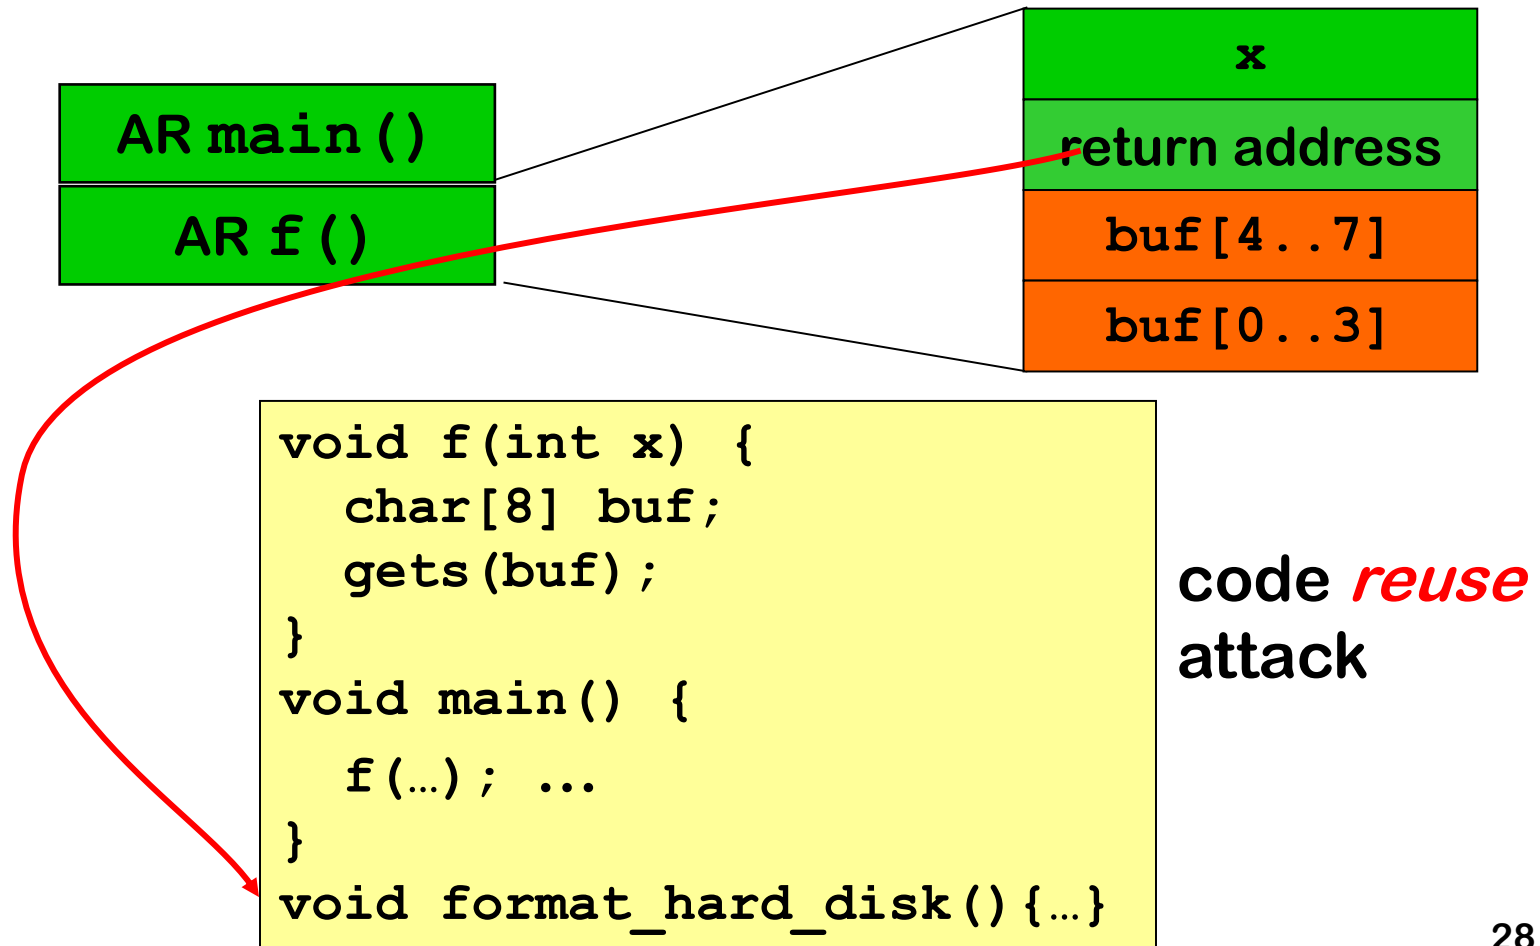 AR main()
AR f()
x
return address
buf[4..7]
buf[0..3]
void f(int x) {
char[8] buf;
gets(buf);
}
void main() {
f(…); ...
}
void format_hard_disk(){…}
code reuse
attack
28